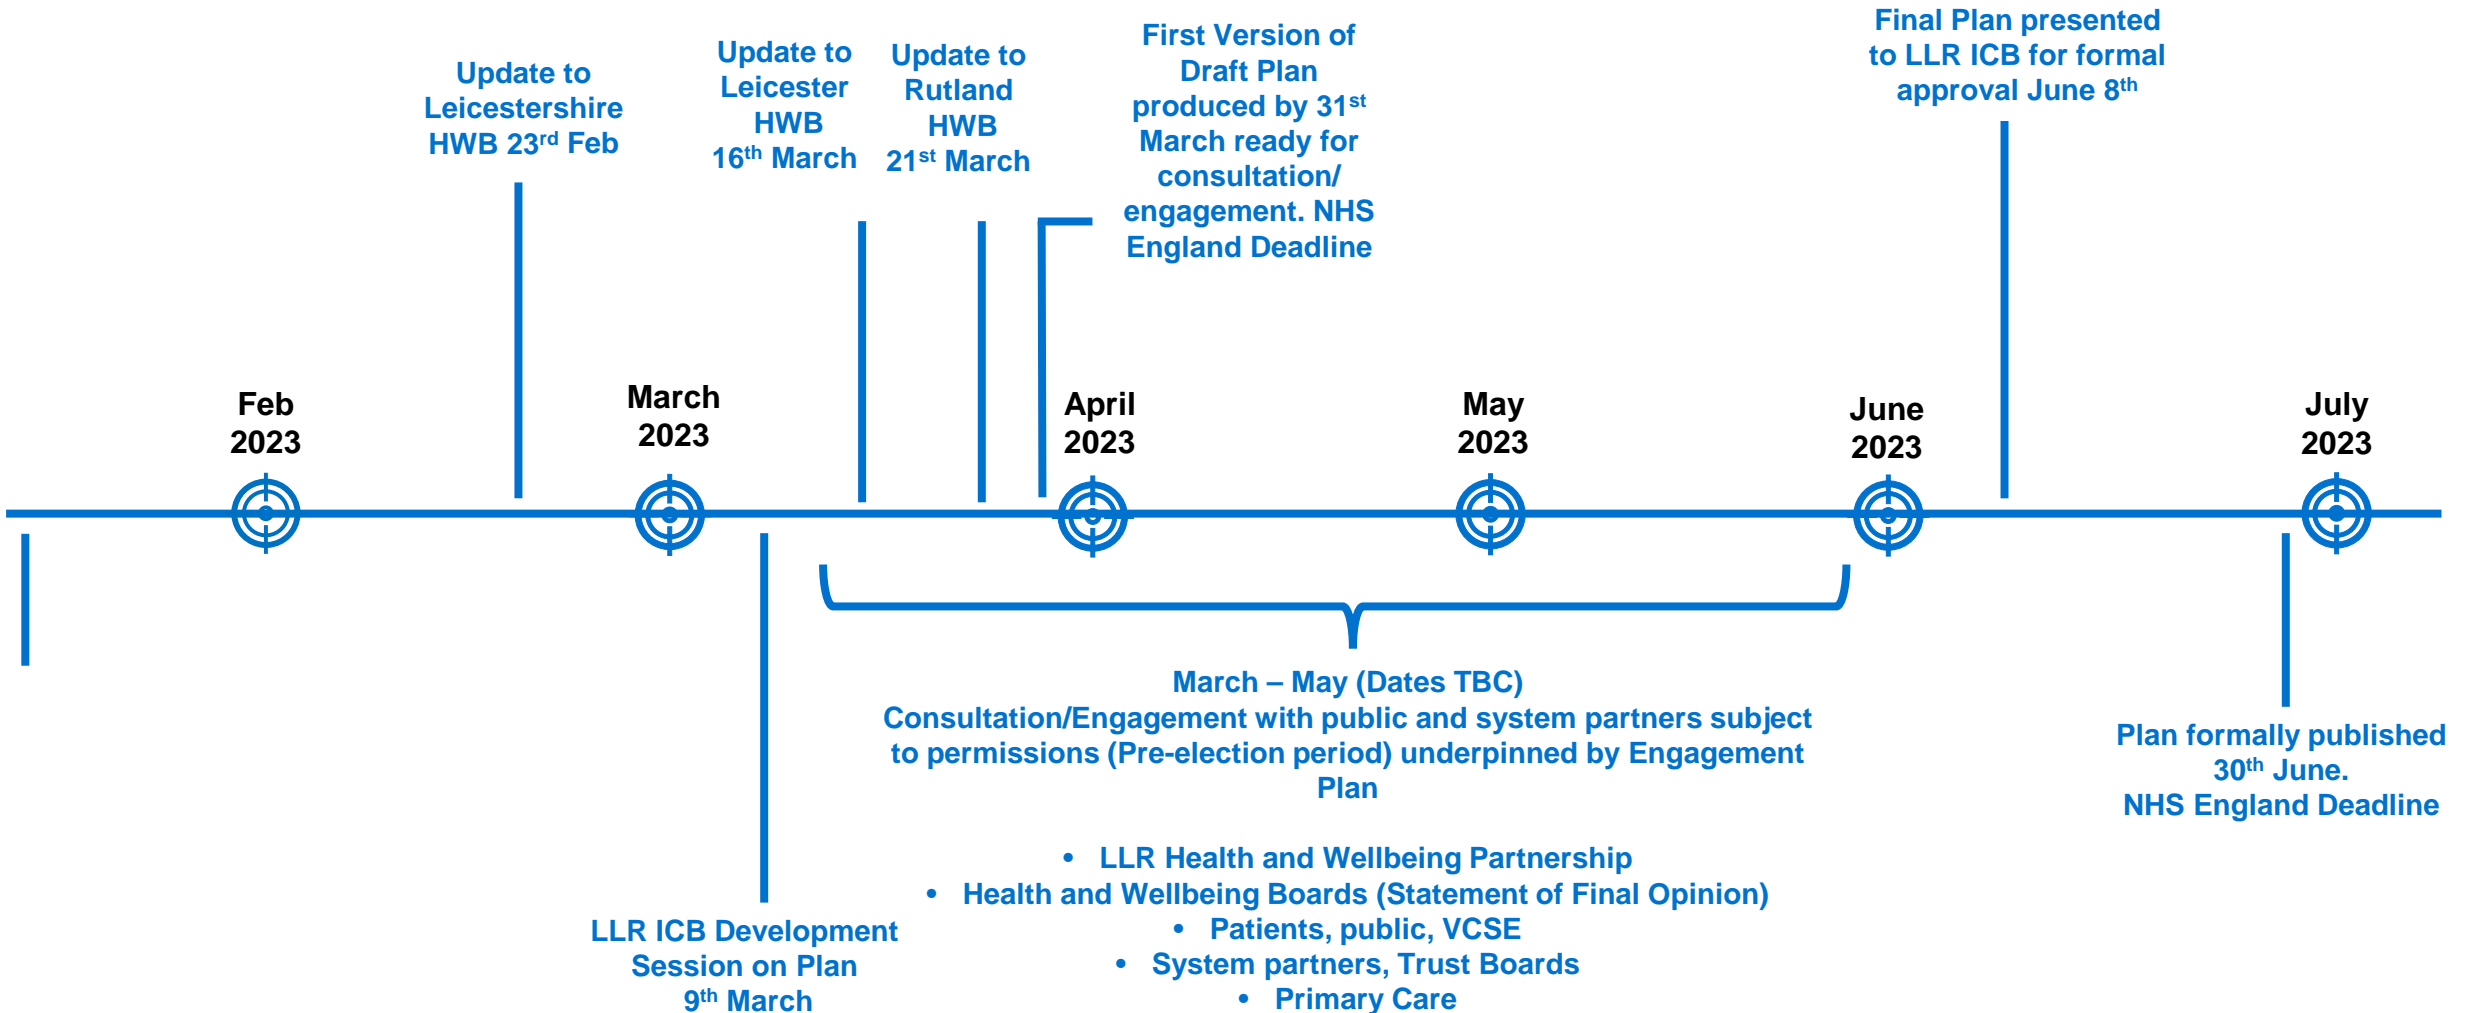 Update to
Leicestershire
HWB 23rd Feb
Update to
Leicester
HWB
16th March
Update to
Rutland
HWB
21st March
First Version of
Draft Plan
produced by 31st
March ready for
consultation/
engagement. NHS
England Deadline
Final Plan presented
to LLR ICB for formal
approval June 8th
Feb
2023
March
2023
April
2023
May
2023
June
2023
July
2023
LLR ICB Development
Session on Plan
9th March
March – May (Dates TBC)
Consultation/Engagement with public and system partners subject
to permissions (Pre-election period) underpinned by Engagement
Plan
• LLR Health and Wellbeing Partnership
• Health and Wellbeing Boards (Statement of Final Opinion)
• Patients, public, VCSE
• System partners, Trust Boards
• Primary Care
Plan formally published
30th June.
NHS England Deadline